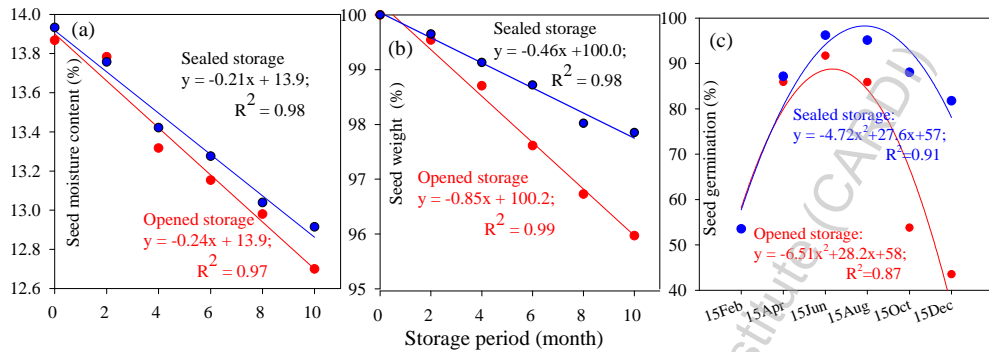 (a)
Seed moisture content (%)
14.0
13.8
13.6
13.4
13.2
13.0
12.8
12.6
0 2 4 6 8 10
Sealed storage
y = -0.21x + 13.9;
R² = 0.98
Opened storage
y = -0.24x + 13.9;
R² = 0.97
(b)
Seed weight (%)
100
99
98
97
96
95
0 2 4 6 8 10
Sealed storage
y = -0.46x +100.0;
R² = 0.98
Opened storage
y = -0.85x + 100.2;
R² = 0.99
Storage period (month)
(c)
Seed germination (%)
100
90
80
70
60
50
40
15Feb 15Apr 15Jun 15Aug 15Oct 15Dec
Sealed storage:
y = -4.72x²+27.6x+57;
R²=0.91
Opened storage:
y = -6.51x²+28.2x+58;
R²=0.87
stitute (CARDI)